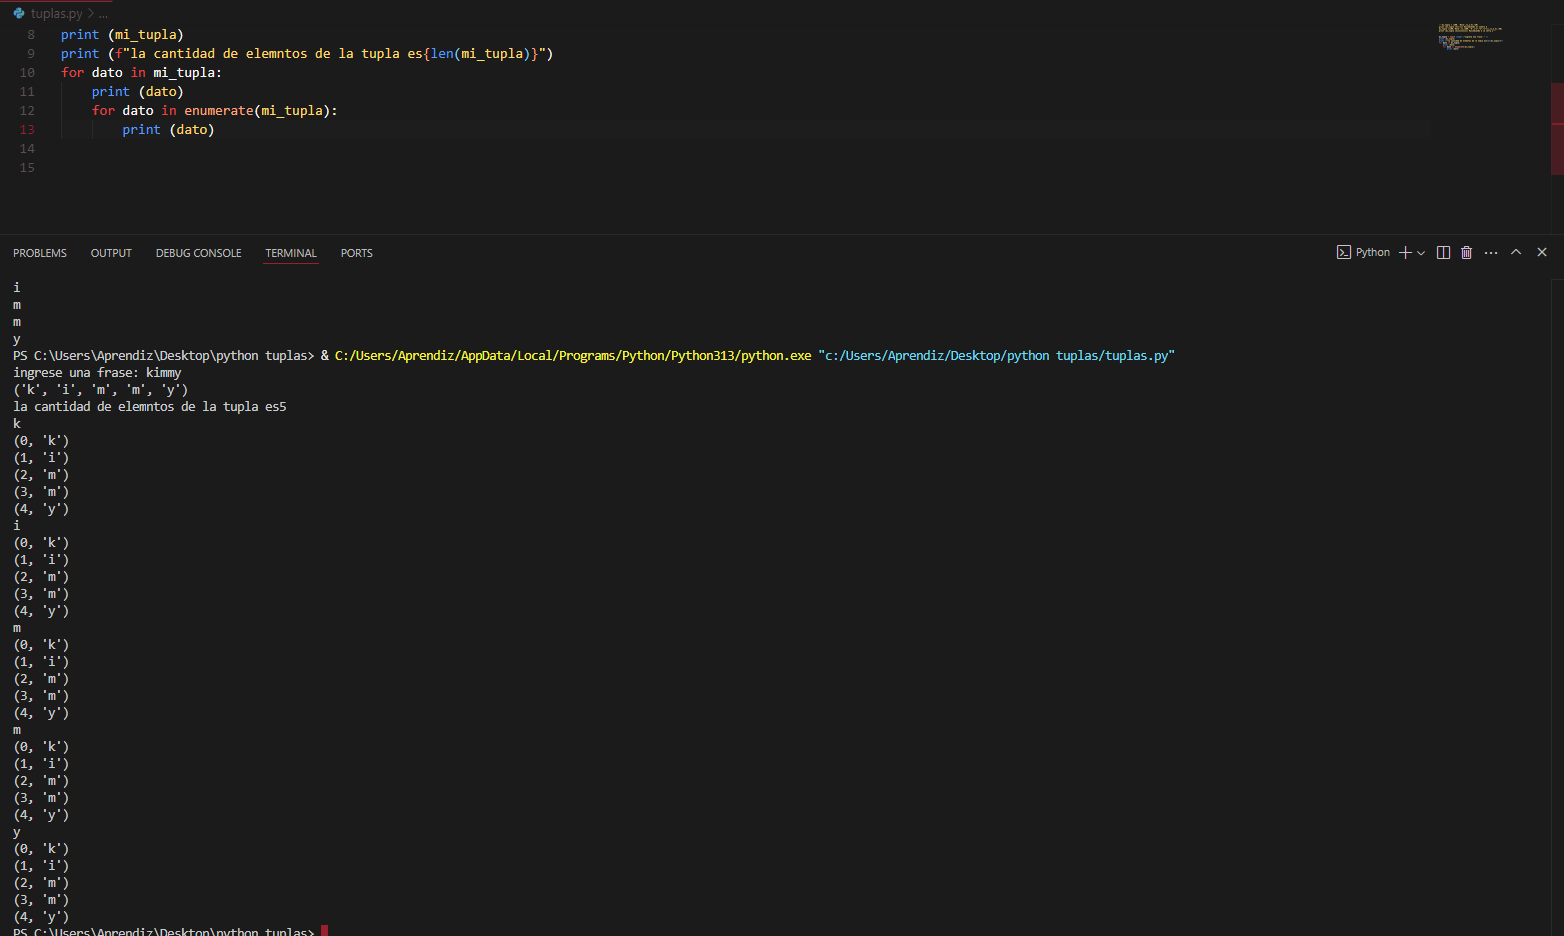 tuplas.py > ...
8 print (mi_tupla)
9 print (f"la cantidad de elemntos de la tupla es{len(mi_tupla)}")
10 for dato in mi_tupla:
11 print (dato)
12 for dato in enumerate(mi_tupla):
13 print (dato)
14
15
PROBLEMS OUTPUT DEBUG CONSOLE TERMINAL PORTS Python
i
m
m
y
PS C:\Users\Aprendiz\Desktop\python tuplas> & C:/Users/Aprendiz/AppData/Local/Programs/Python/Python313/python.exe "c:/Users/Aprendiz/Desktop/python tuplas/tuplas.py"
ingrese una frase: kimmy
('k', 'i', 'm', 'm', 'y')
la cantidad de elemntos de la tupla es5
k
(0, 'k')
(1, 'i')
(2, 'm')
(3, 'm')
(4, 'y')
i
(0, 'k')
(1, 'i')
(2, 'm')
(3, 'm')
(4, 'y')
m
(0, 'k')
(1, 'i')
(2, 'm')
(3, 'm')
(4, 'y')
m
(0, 'k')
(1, 'i')
(2, 'm')
(3, 'm')
(4, 'y')
y
(0, 'k')
(1, 'i')
(2, 'm')
(3, 'm')
(4, 'y')
PS C:\Users\Aprendiz\Desktop\python tuplas>